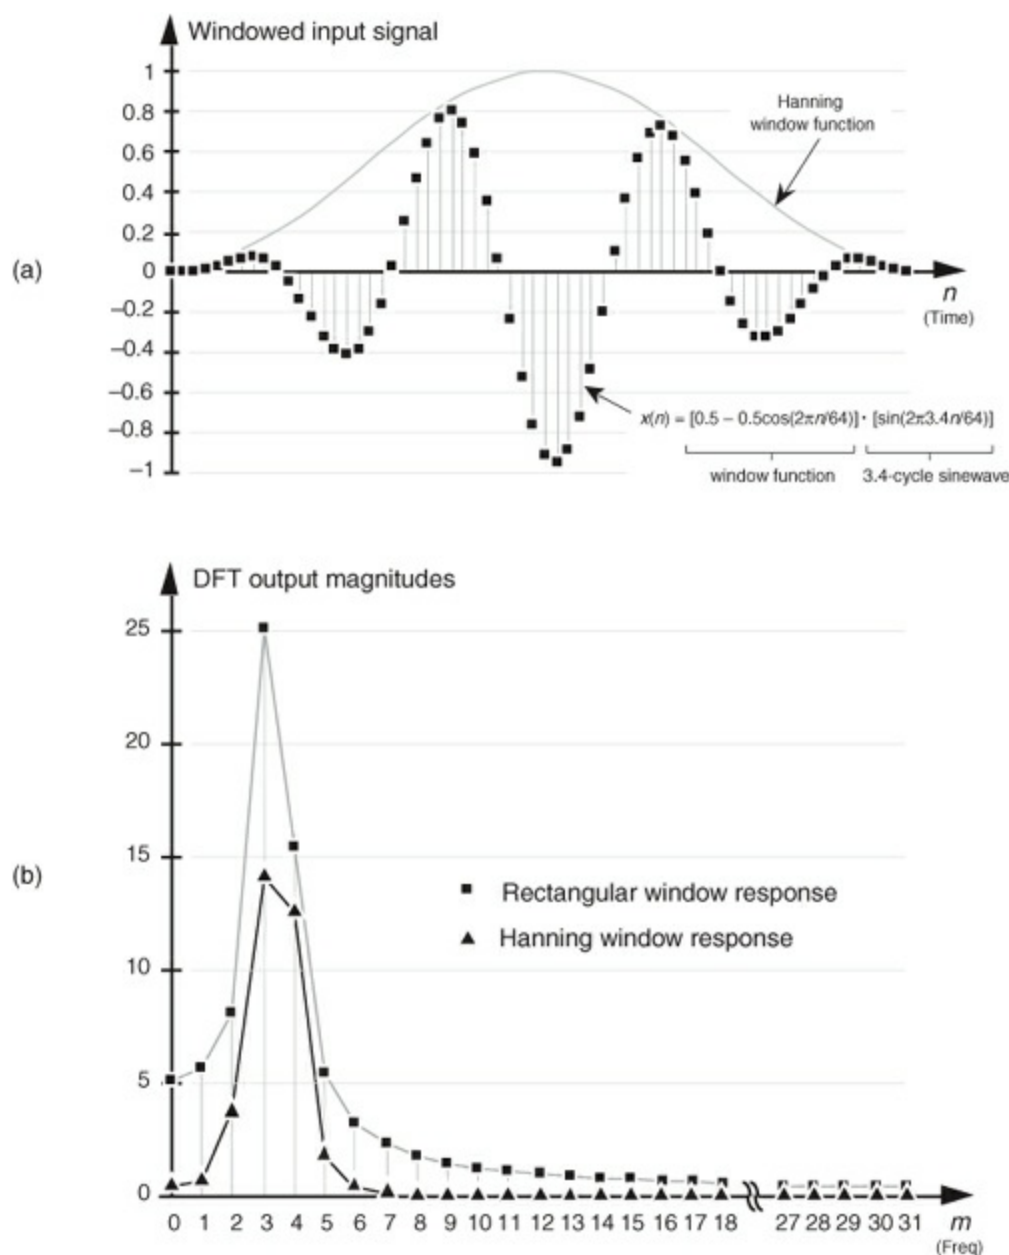 Windowed input signal
1
0.8
0.6
0.4
0.2
0
−0.2
−0.4
−0.6
−0.8
−1
Hanning
window function
(a)
n
(Time)
x(n) = [0.5 − 0.5cos(2πn/64)] · [sin(2π3.4n/64)]
window function 3.4-cycle sinewave
DFT output magnitudes
25
20
15
10
5
0
(b)
Rectangular window response
Hanning window response
0 1 2 3 4 5 6 7 8 9 10 11 12 13 14 15 16 17 18 27 28 29 30 31 m
(Freq)